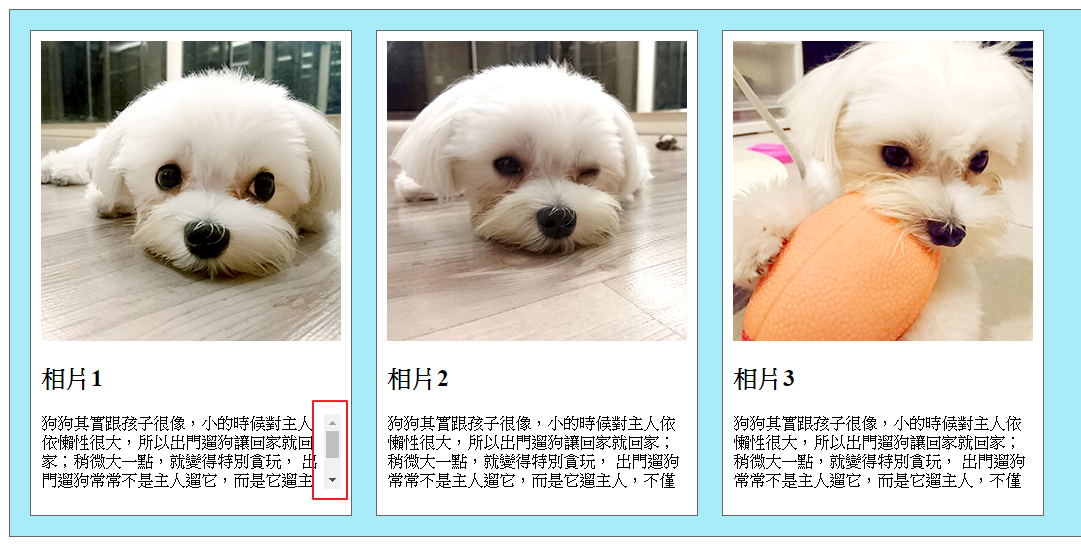 相片1
狗狗其實跟孩子很像，小的時候對主人
依懶性很大，所以出門遛狗讓回家就回
家；稍微大一點，就變得特別貪玩， 出
門遛狗常常不是主人遛它，而是它遛主
相片2
狗狗其實跟孩子很像，小的時候對主人依
懶性很大，所以出門遛狗讓回家就回家；
稍微大一點，就變得特別貪玩， 出門遛狗
常常不是主人遛它，而是它遛主人，不僅
相片3
狗狗其實跟孩子很像，小的時候對主人依
懶性很大，所以出門遛狗讓回家就回家；
稍微大一點，就變得特別貪玩， 出門遛狗
常常不是主人遛它，而是它遛主人，不僅